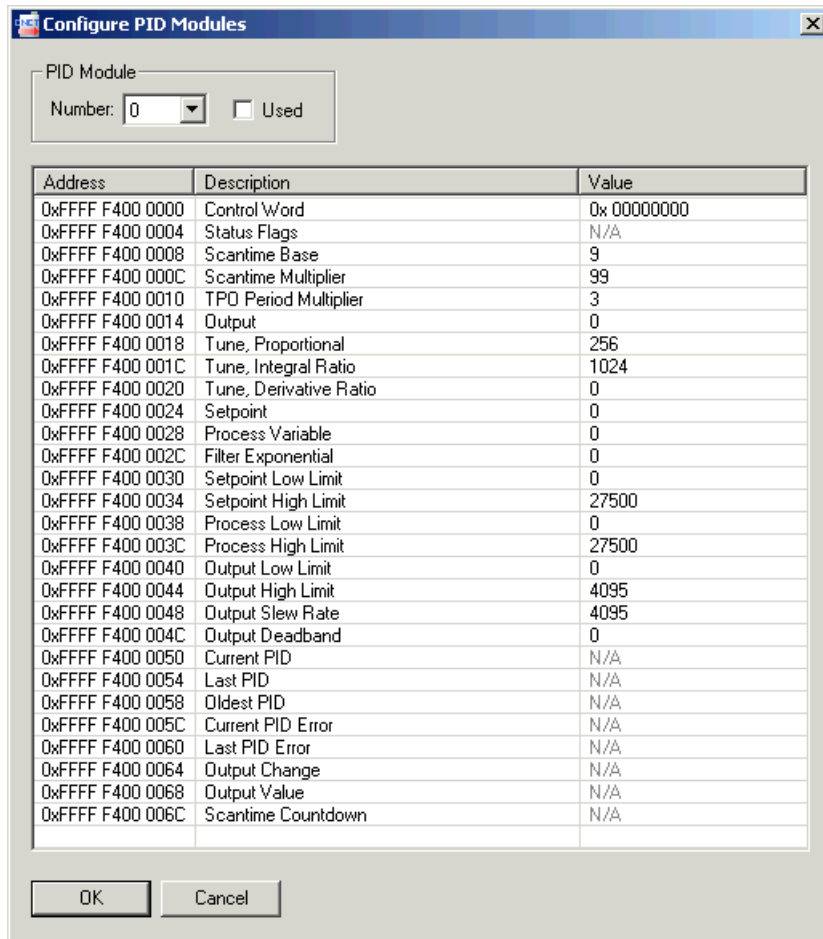 Configure PID Modules
PID Module
Number: 0 Used
Address Description Value
0xFFFF F400 0000 Control Word 0x 00000000
0xFFFF F400 0004 Status Flags N/A
0xFFFF F400 0008 Scantime Base 9
0xFFFF F400 000C Scantime Multiplier 99
0xFFFF F400 0010 TPO Period Multiplier 3
0xFFFF F400 0014 Output 0
0xFFFF F400 0018 Tune, Proportional 256
0xFFFF F400 001C Tune, Integral Ratio 1024
0xFFFF F400 0020 Tune, Derivative Ratio 0
0xFFFF F400 0024 Setpoint 0
0xFFFF F400 0028 Process Variable 0
0xFFFF F400 002C Filter Exponential 0
0xFFFF F400 0030 Setpoint Low Limit 0
0xFFFF F400 0034 Setpoint High Limit 27500
0xFFFF F400 0038 Process Low Limit 0
0xFFFF F400 003C Process High Limit 27500
0xFFFF F400 0040 Output Low Limit 0
0xFFFF F400 0044 Output High Limit 4095
0xFFFF F400 0048 Output Slew Rate 4095
0xFFFF F400 004C Output Deadband 0
0xFFFF F400 0050 Current PID N/A
0xFFFF F400 0054 Last PID N/A
0xFFFF F400 0058 Oldest PID N/A
0xFFFF F400 005C Current PID Error N/A
0xFFFF F400 0060 Last PID Error N/A
0xFFFF F400 0064 Output Change N/A
0xFFFF F400 0068 Output Value N/A
0xFFFF F400 006C Scantime Countdown N/A
OK Cancel